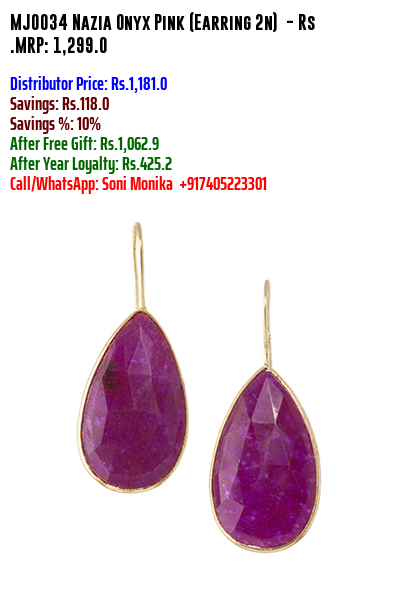 MJ0034 Nazia Onyx Pink (Earring 2n) - Rs
.MRP: 1,299.0
Distributor Price: Rs.1,181.0
Savings: Rs.118.0
Savings %: 10%
After Free Gift: Rs.1,062.9
After Year Loyalty: Rs.425.2
Call/WhatsApp: Soni Monika +917405223301